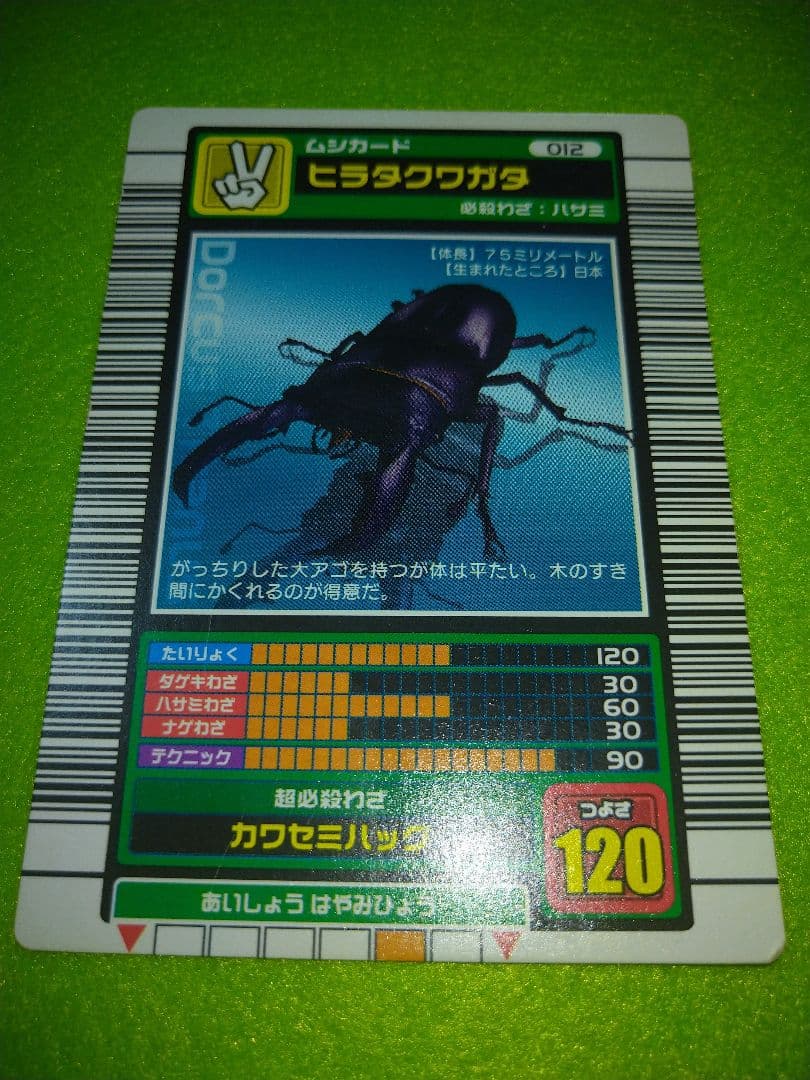 ムシカード
012
ヒラタクワガタ
必殺わざ：ハサミ
【体長】75ミリメートル
【生まれたところ】日本
がっちりした大アゴを持つが体は平たい。木のすき
間にかくれるのが得意だ。
たいりょく 120
ダゲキわざ 30
ハサミわざ 60
ナゲわざ 30
テクニック 90
超必殺わざ
カワセミハッグ
つよさ
120
あいしょうはやみひょう